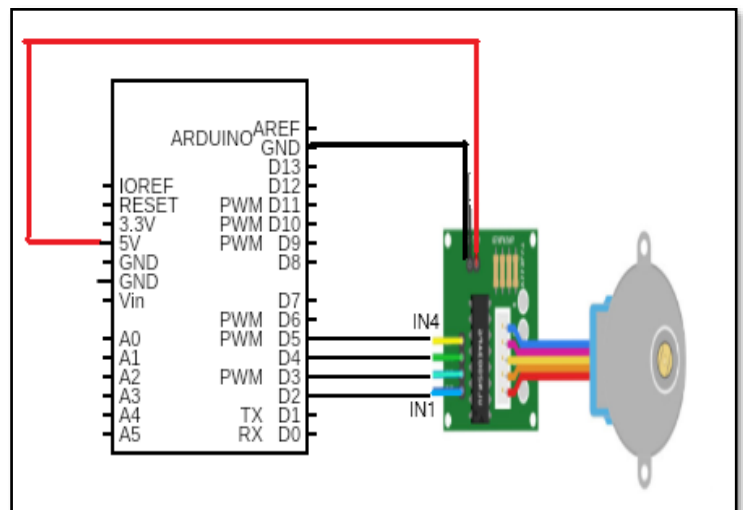 ARDUINO
AREF
GND
D13
IOREF D12
RESET PWM D11
3.3V PWM D10
5V PWM D9
GND D8
GND
Vin D7
PWM D6
A0 PWM D5
A1 D4
A2 PWM D3
A3 D2
A4 TX D1
A5 RX D0
IN4
IN1